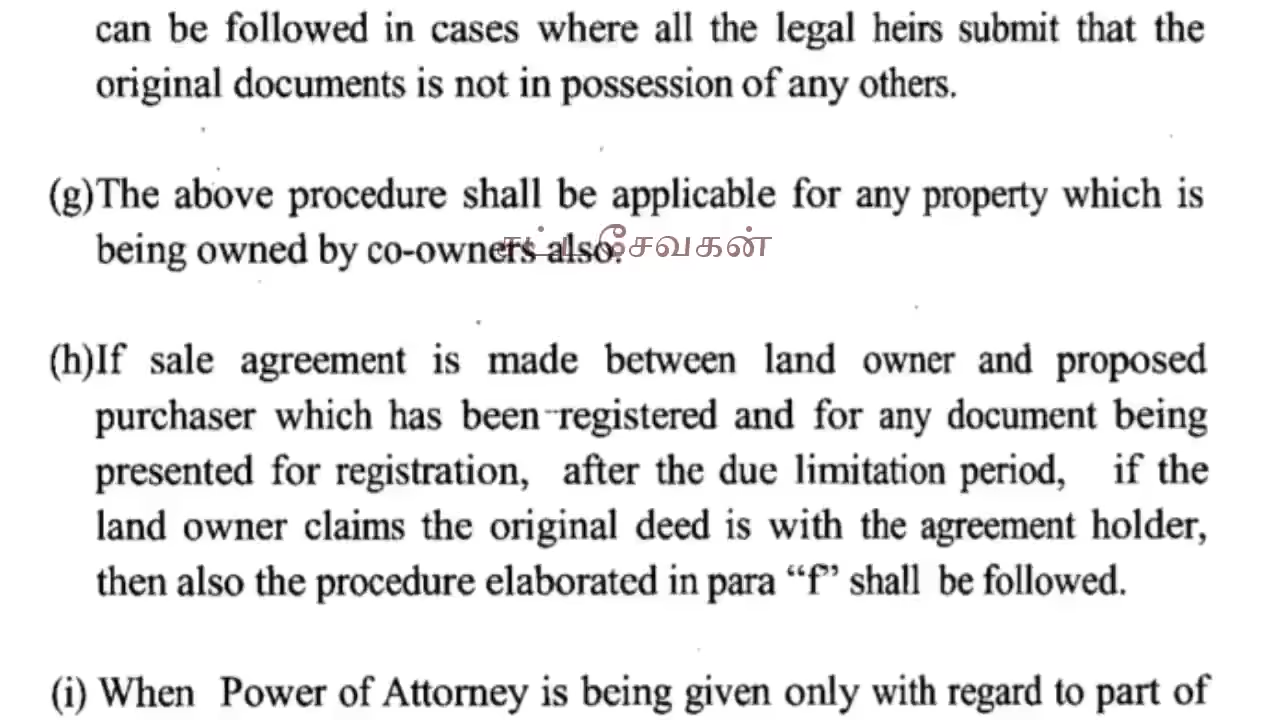 can be followed in cases where all the legal heirs submit that the
original documents is not in possession of any others.
(g)The above procedure shall be applicable for any property which is
being owned by co-owners also.
சட்ட சேவகன்
(h)If sale agreement is made between land owner and proposed
purchaser which has been registered and for any document being
presented for registration, after the due limitation period, if the
land owner claims the original deed is with the agreement holder,
then also the procedure elaborated in para “f” shall be followed.
(i) When Power of Attorney is being given only with regard to part of